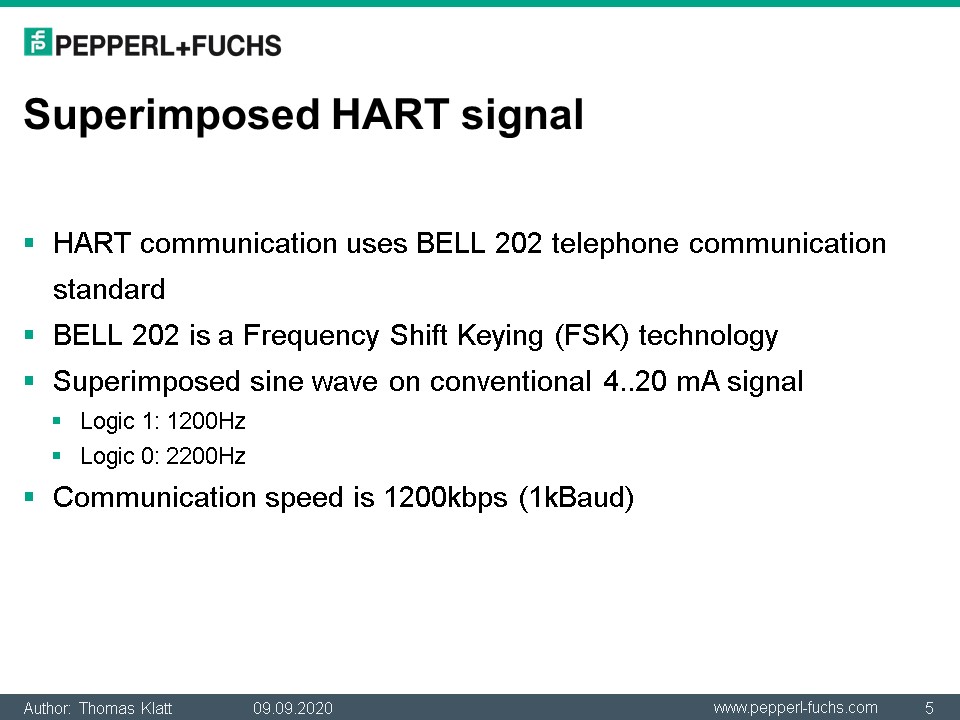 PEPPERL+FUCHS
Superimposed HART signal
HART communication uses BELL 202 telephone communication
standard
BELL 202 is a Frequency Shift Keying (FSK) technology
Superimposed sine wave on conventional 4..20 mA signal
Logic 1: 1200Hz
Logic 0: 2200Hz
Communication speed is 1200kbps (1kBaud)
Author: Thomas Klatt 09.09.2020 www.pepperl-fuchs.com 5